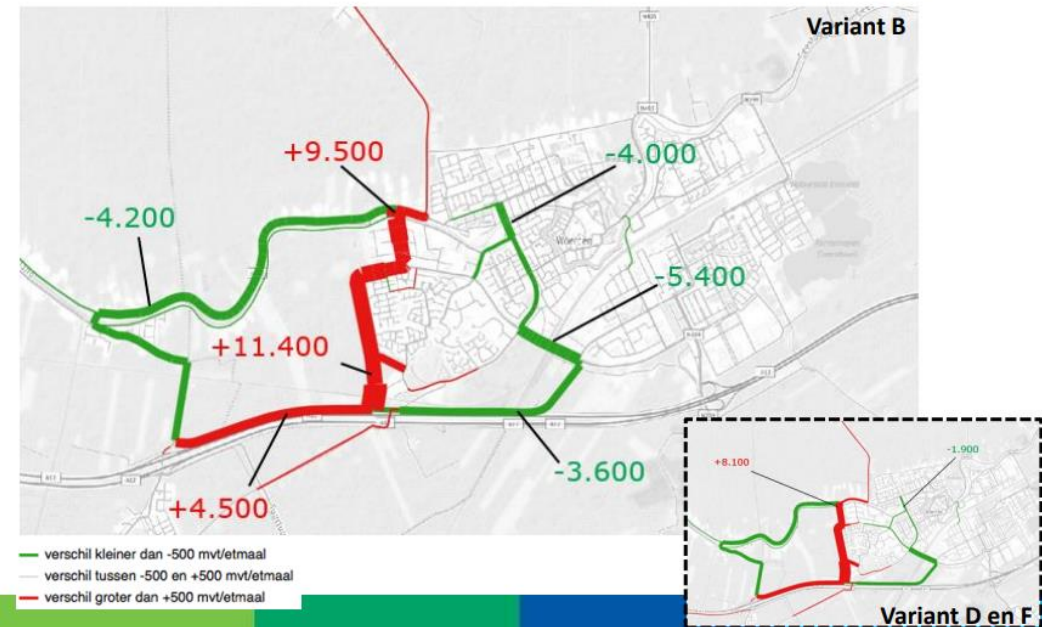 Variant B
+9.500
-4.000
-4.200
-5.400
+11.400
-3.600
+4.500
Woerden
A12
verschil kleiner dan -500 mvt/etmaal
verschil tussen -500 en +500 mvt/etmaal
verschil groter dan +500 mvt/etmaal
+8.100
-1.900
Variant D en F